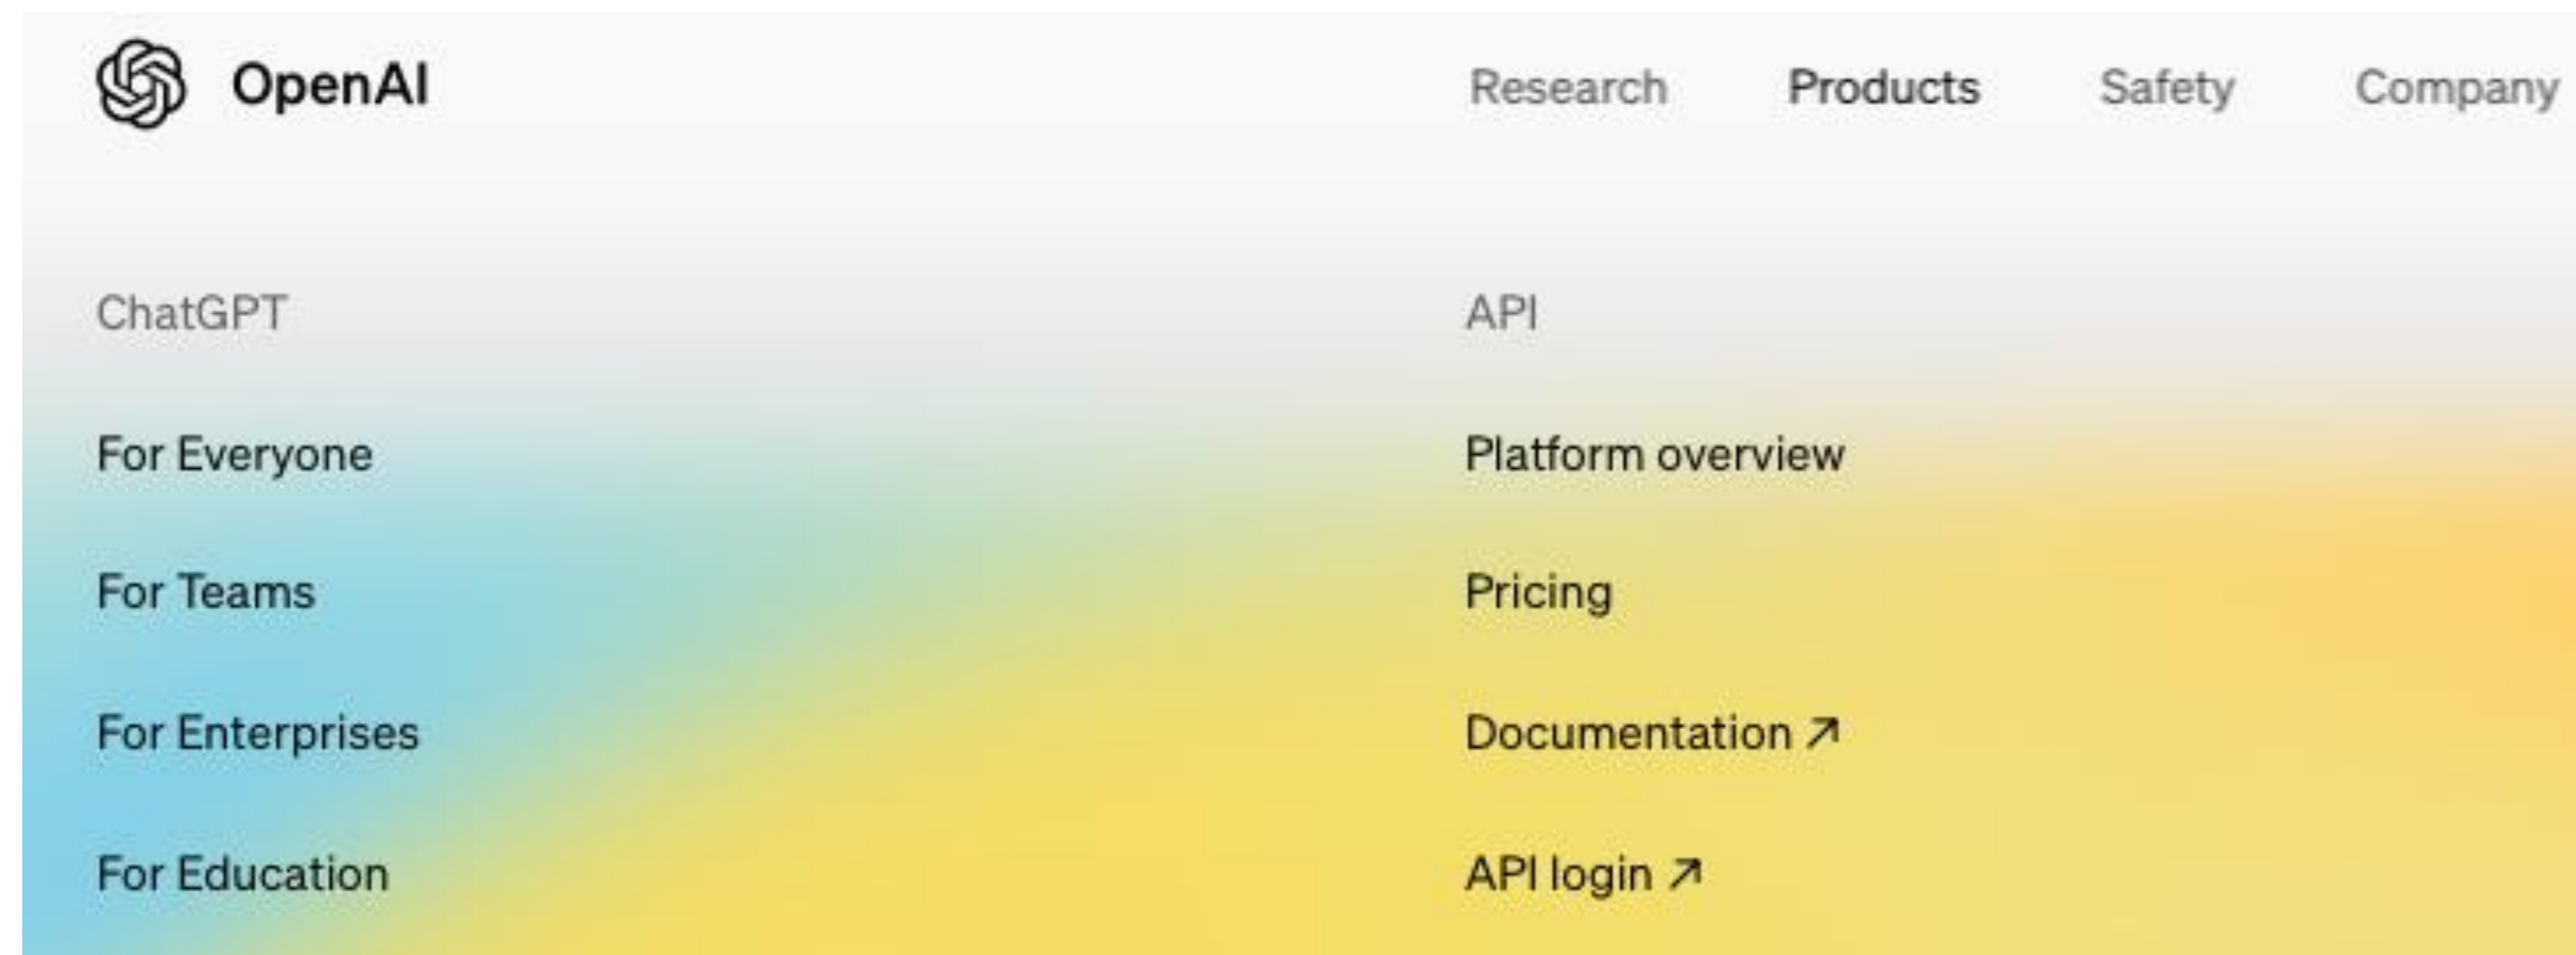 OpenAI
Research Products Safety Company
ChatGPT
For Everyone
For Teams
For Enterprises
For Education
API
Platform overview
Pricing
Documentation ↗
API login ↗